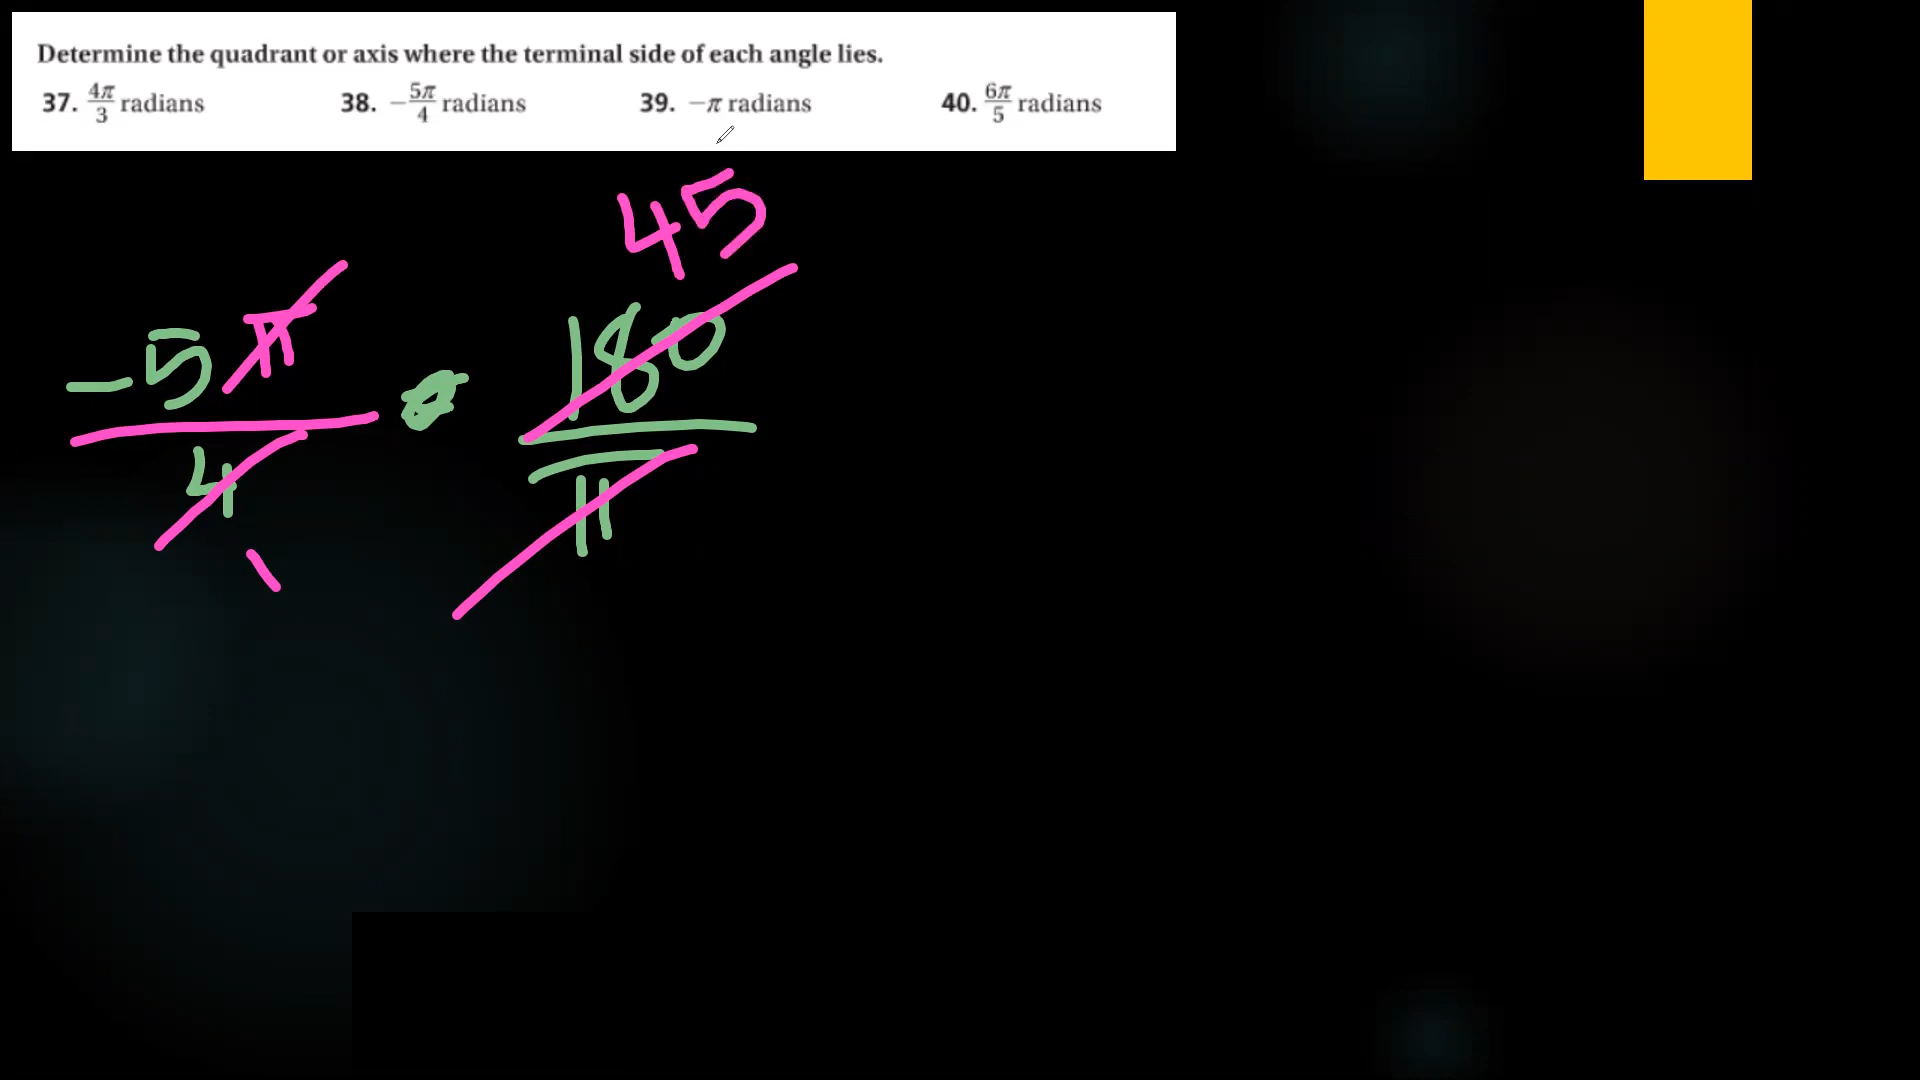 Determine the quadrant or axis where the terminal side of each angle lies.
37. 4π/3 radians 38. −5π/4 radians 39. −π radians 40. 6π/5 radians
45
−5π 180
4 π
1